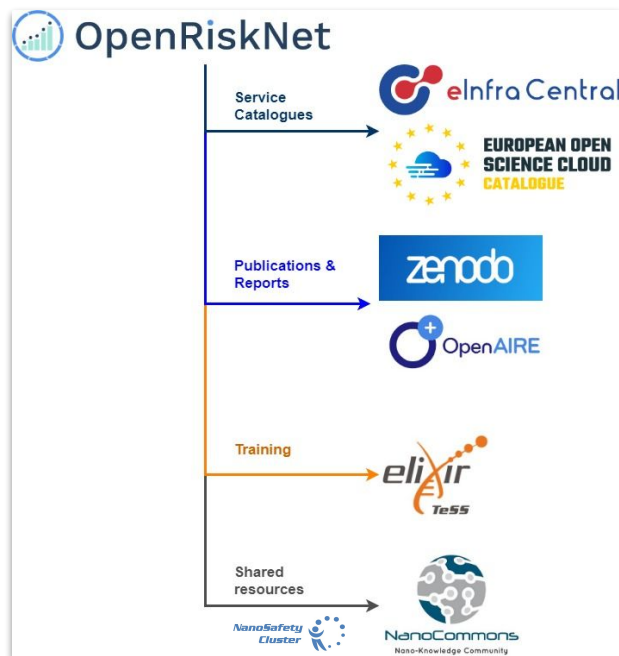 OpenRiskNet
Service
Catalogues
eInfraCentral
EUROPEAN OPEN
SCIENCE CLOUD
CATALOGUE
Publications &
Reports
zenodo
OpenAIRE
Training
elixir
TeSS
Shared
resources
NanoSafety
Cluster
NanoCommons
Nano-Knowledge Community